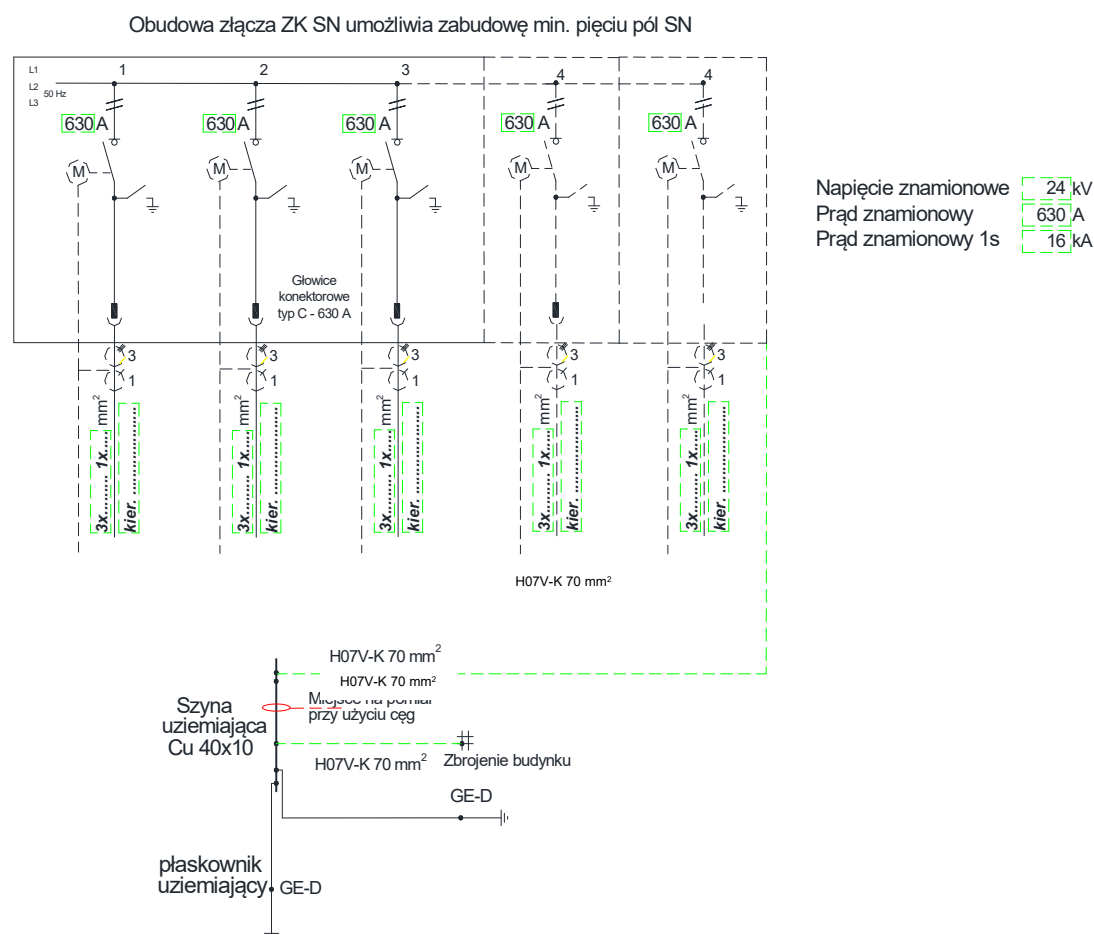 Obudowa złącza ZK SN umożliwia zabudowę min. pięciu pól SN
L1
L2
L3
50 Hz
1
2
3
4
4
630 A
630 A
630 A
630 A
630 A
M
M
M
M
M
Napięcie znamionowe 24 kV
Prąd znamionowy 630 A
Prąd znamionowy 1s 16 kA
Głowice
konektorowe
typ C - 630 A
3
3
3
3
3
1
1
1
1
1
3x........ 1x..... mm²
kier. ........................
3x........ 1x..... mm²
kier. ........................
3x........ 1x..... mm²
kier. ........................
3x........ 1x..... mm²
kier. ........................
3x........ 1x..... mm²
kier. ........................
H07V-K 70 mm²
H07V-K 70 mm²
H07V-K 70 mm²
Miejsce na pomiar
przy użyciu cęg
Szyna
uziemiająca
Cu 40x10
H07V-K 70 mm²
Zbrojenie budynku
GE-D
płaskownik
uziemiający
GE-D